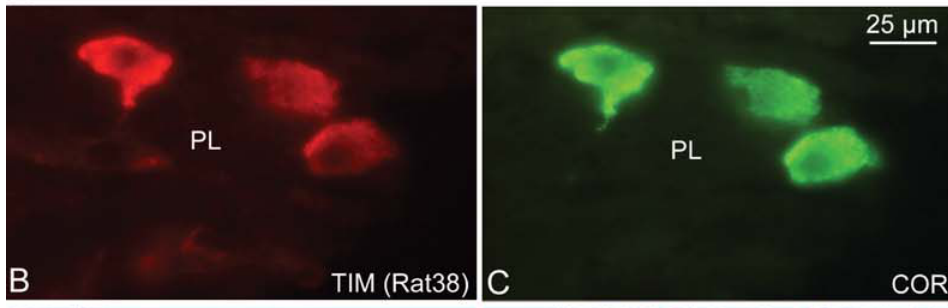 PL
B
TIM (Rat38)
25 µm
PL
C
COR